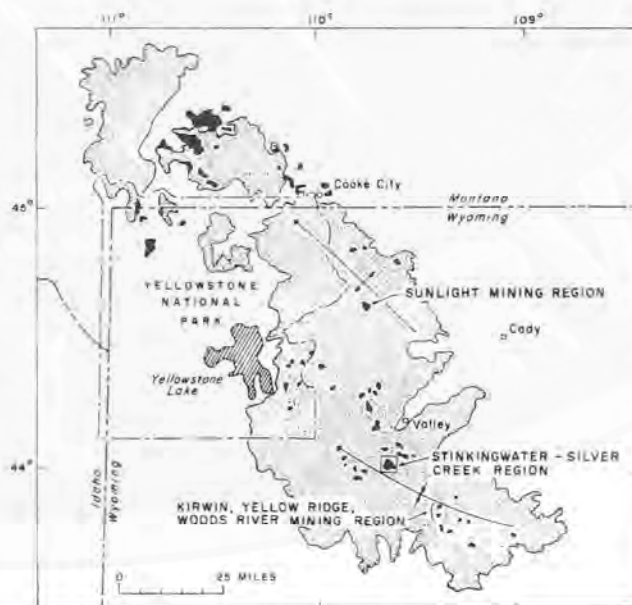 111° 110° 109°
Cooke City
45°
Montana
Wyoming
YELLOWSTONE
NATIONAL
PARK
SUNLIGHT MINING REGION
Cody
Yellowstone
Lake
Valley
STINKINGWATER – SILVER
CREEK REGION
44°
Idaho
Wyoming
KIRWIN, YELLOW RIDGE,
WOODS RIVER MINING REGION
0 25 MILES